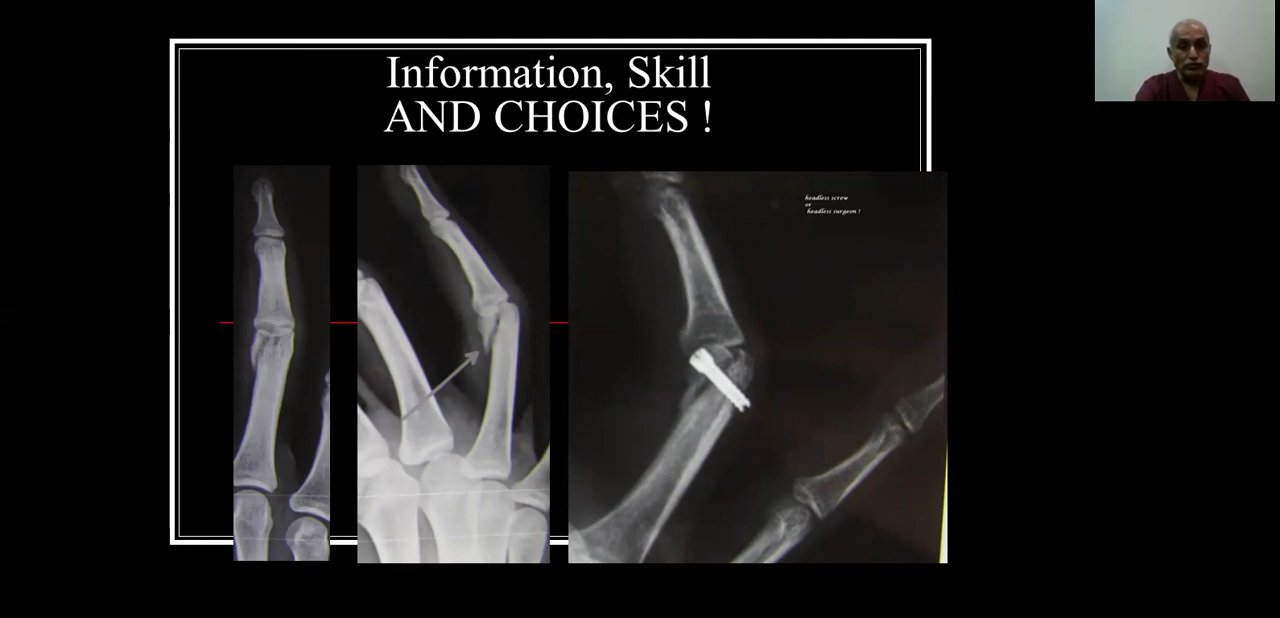 Information, Skill
AND CHOICES !
headless screw
or
headless surgeon !